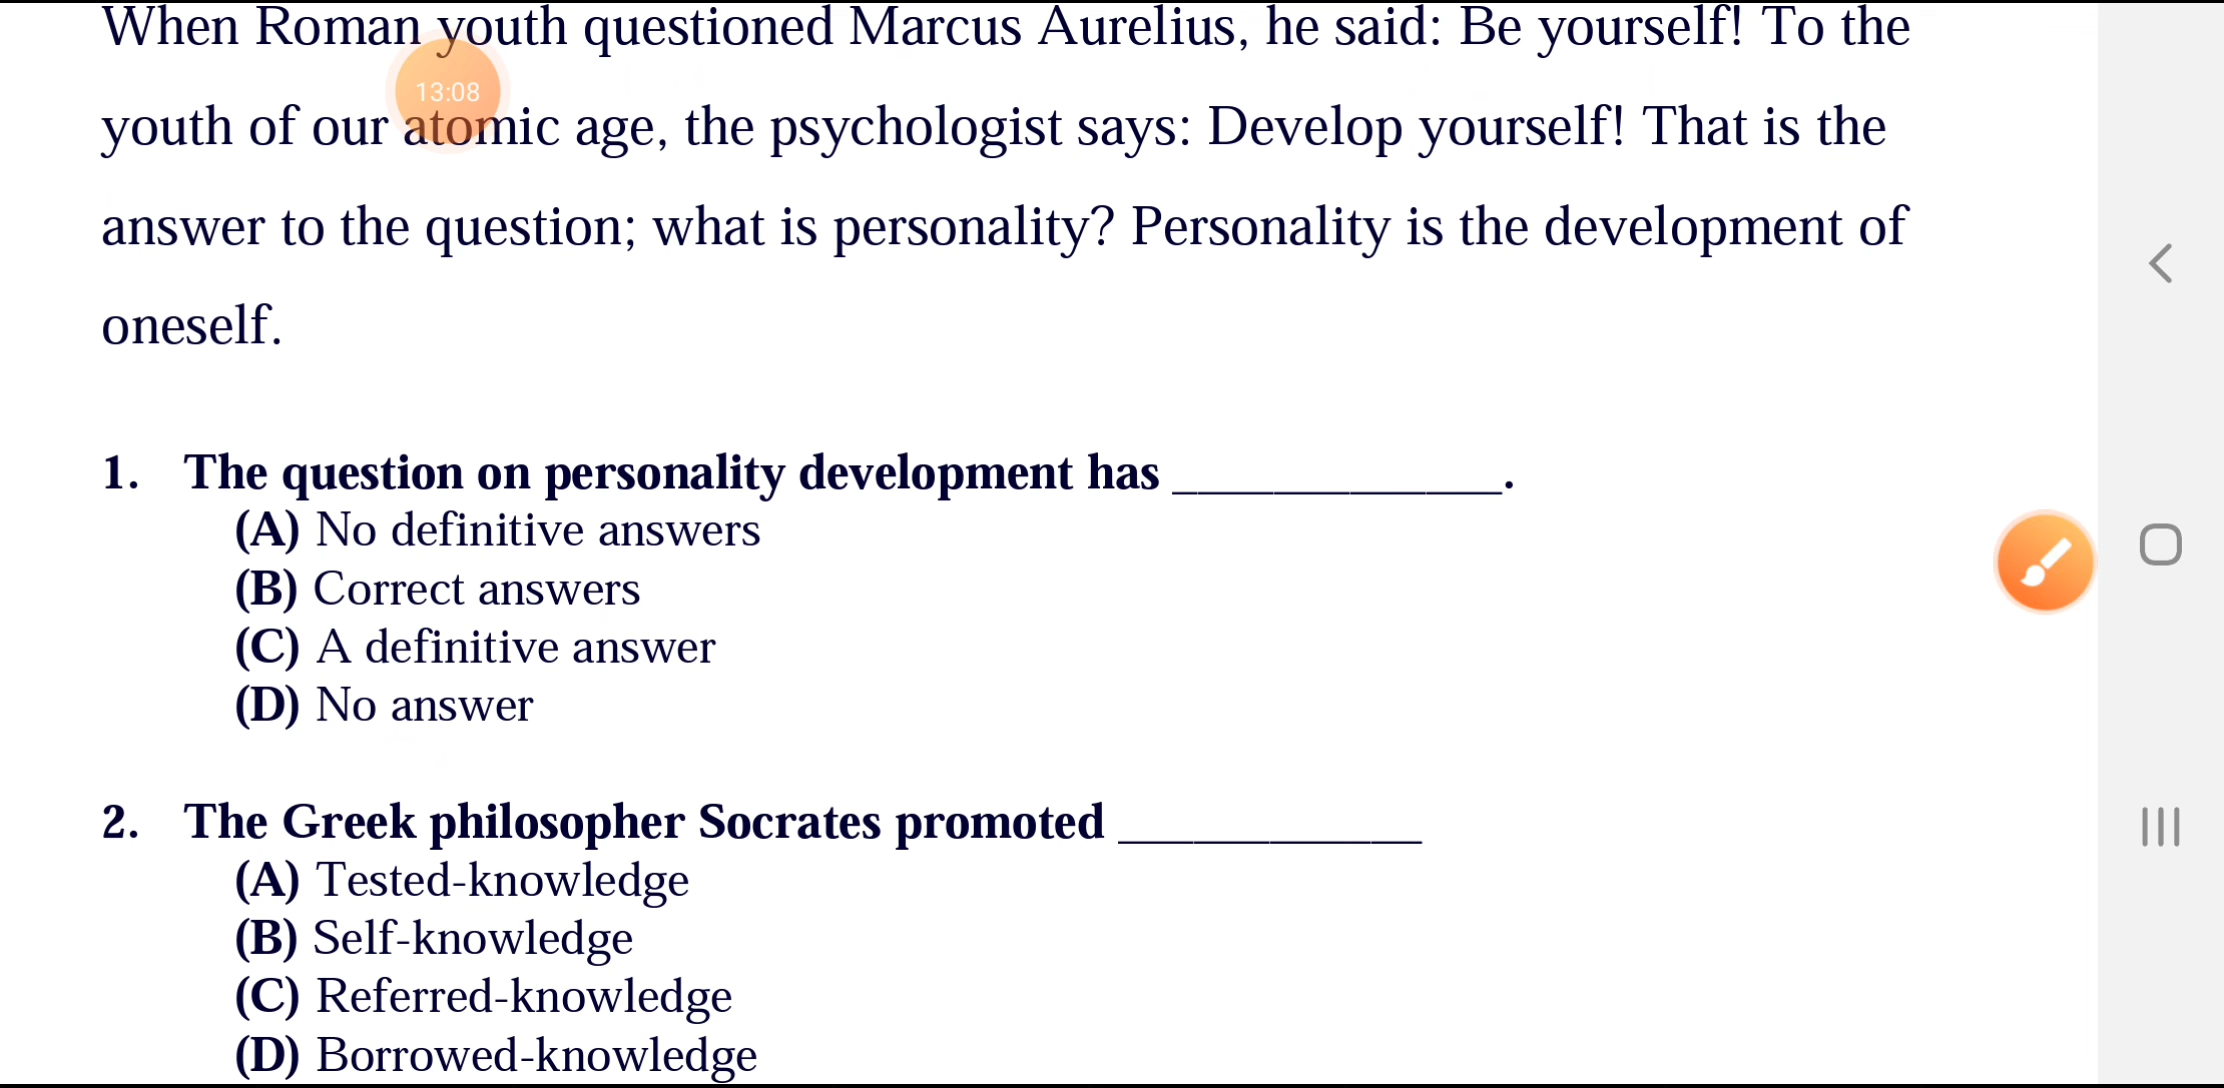 When Roman youth questioned Marcus Aurelius, he said: Be yourself! To the
13:08
youth of our atomic age, the psychologist says: Develop yourself! That is the
answer to the question; what is personality? Personality is the development of
oneself.
1. The question on personality development has _____________.
(A) No definitive answers
(B) Correct answers
(C) A definitive answer
(D) No answer
2. The Greek philosopher Socrates promoted ____________
(A) Tested-knowledge
(B) Self-knowledge
(C) Referred-knowledge
(D) Borrowed-knowledge